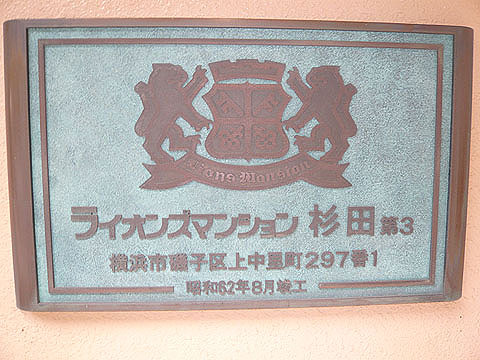 Lions Mansion
ライオンズマンション 杉田 第3
横浜市磯子区上中里町297番1
昭和62年8月竣工